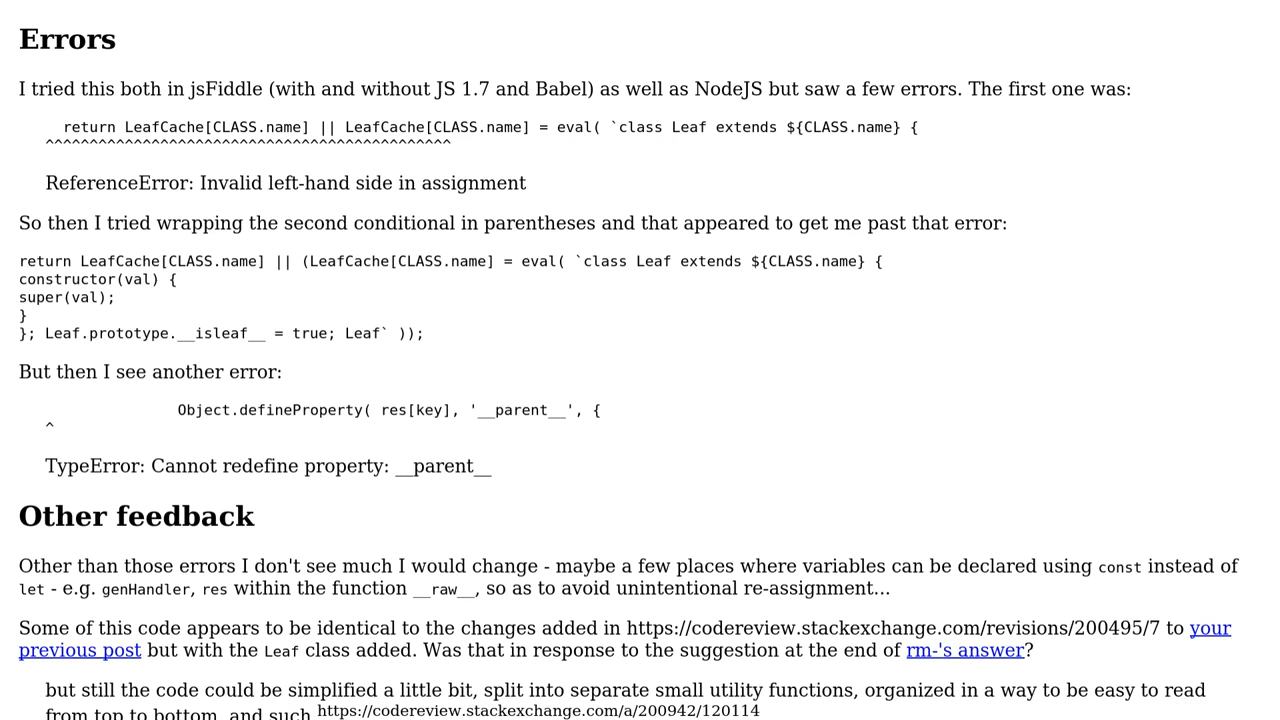 Errors
I tried this both in jsFiddle (with and without JS 1.7 and Babel) as well as NodeJS but saw a few errors. The first one was:
return LeafCache[CLASS.name] || LeafCache[CLASS.name] = eval( `class Leaf extends ${CLASS.name} {
^^^^^^^^^^^^^^^^^^^^^^^^^^^^^^^^^^^^^^^^^^^^^^
ReferenceError: Invalid left-hand side in assignment
So then I tried wrapping the second conditional in parentheses and that appeared to get me past that error:
return LeafCache[CLASS.name] || (LeafCache[CLASS.name] = eval( `class Leaf extends ${CLASS.name} {
constructor(val) {
super(val);
}
}; Leaf.prototype.__isleaf__ = true; Leaf` ));
But then I see another error:
Object.defineProperty( res[key], '__parent__', {
^
TypeError: Cannot redefine property: __parent__
Other feedback
Other than those errors I don't see much I would change - maybe a few places where variables can be declared using const instead of
let - e.g. genHandler, res within the function __raw__, so as to avoid unintentional re-assignment...
Some of this code appears to be identical to the changes added in https://codereview.stackexchange.com/revisions/200495/7 to your
previous post but with the Leaf class added. Was that in response to the suggestion at the end of rm-'s answer?
but still the code could be simplified a little bit, split into separate small utility functions, organized in a way to be easy to read
from top to bottom, and such https://codereview.stackexchange.com/a/200942/120114